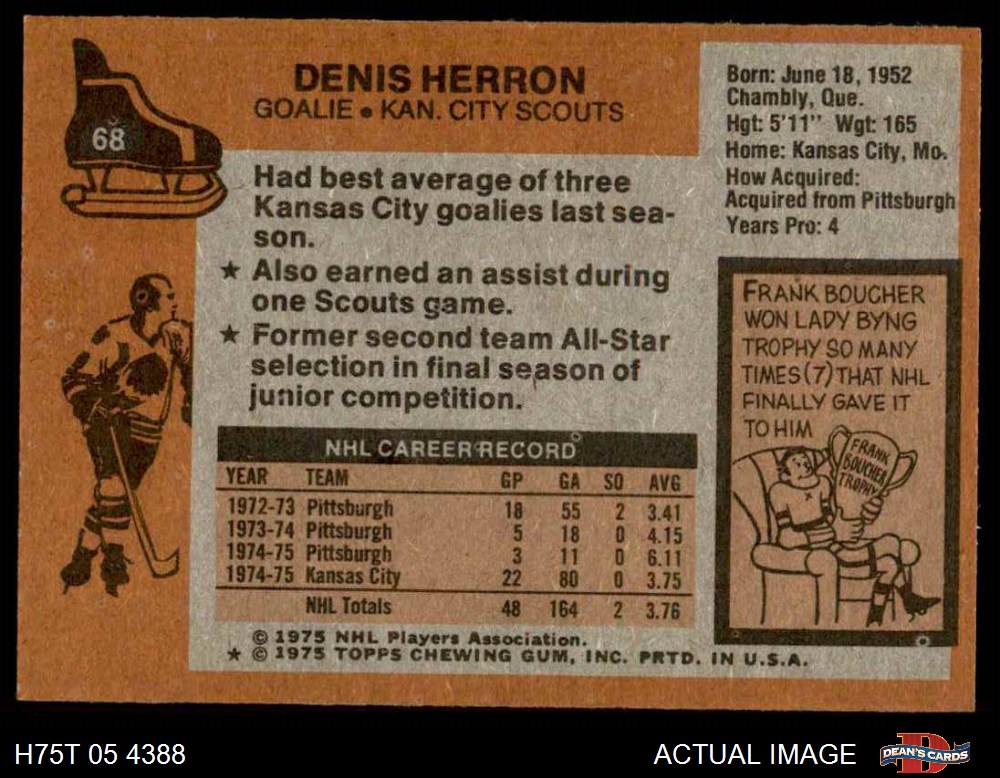 68
DENIS HERRON
GOALIE • KAN. CITY SCOUTS
Born: June 18, 1952
Chambly, Que.
Hgt: 5'11" Wgt: 165
Home: Kansas City, Mo.
How Acquired:
Acquired from Pittsburgh
Years Pro: 4
Had best average of three
Kansas City goalies last sea-
son.
★ Also earned an assist during
one Scouts game.
★ Former second team All-Star
selection in final season of
junior competition.
FRANK BOUCHER
WON LADY BYNG
TROPHY SO MANY
TIMES (7) THAT NHL
FINALLY GAVE IT
TO HIM
FRANK
BOUCHER
TROPHY
NHL CAREER RECORD
YEAR TEAM GP GA SO AVG
1972-73 Pittsburgh 18 55 2 3.41
1973-74 Pittsburgh 5 18 0 4.15
1974-75 Pittsburgh 3 11 0 6.11
1974-75 Kansas City 22 80 0 3.75
NHL Totals 48 164 2 3.76
© 1975 NHL Players Association.
★ © 1975 TOPPS CHEWING GUM, INC. PRTD. IN U.S.A.
H75T 05 4388
ACTUAL IMAGE
DEAN'S CARDS